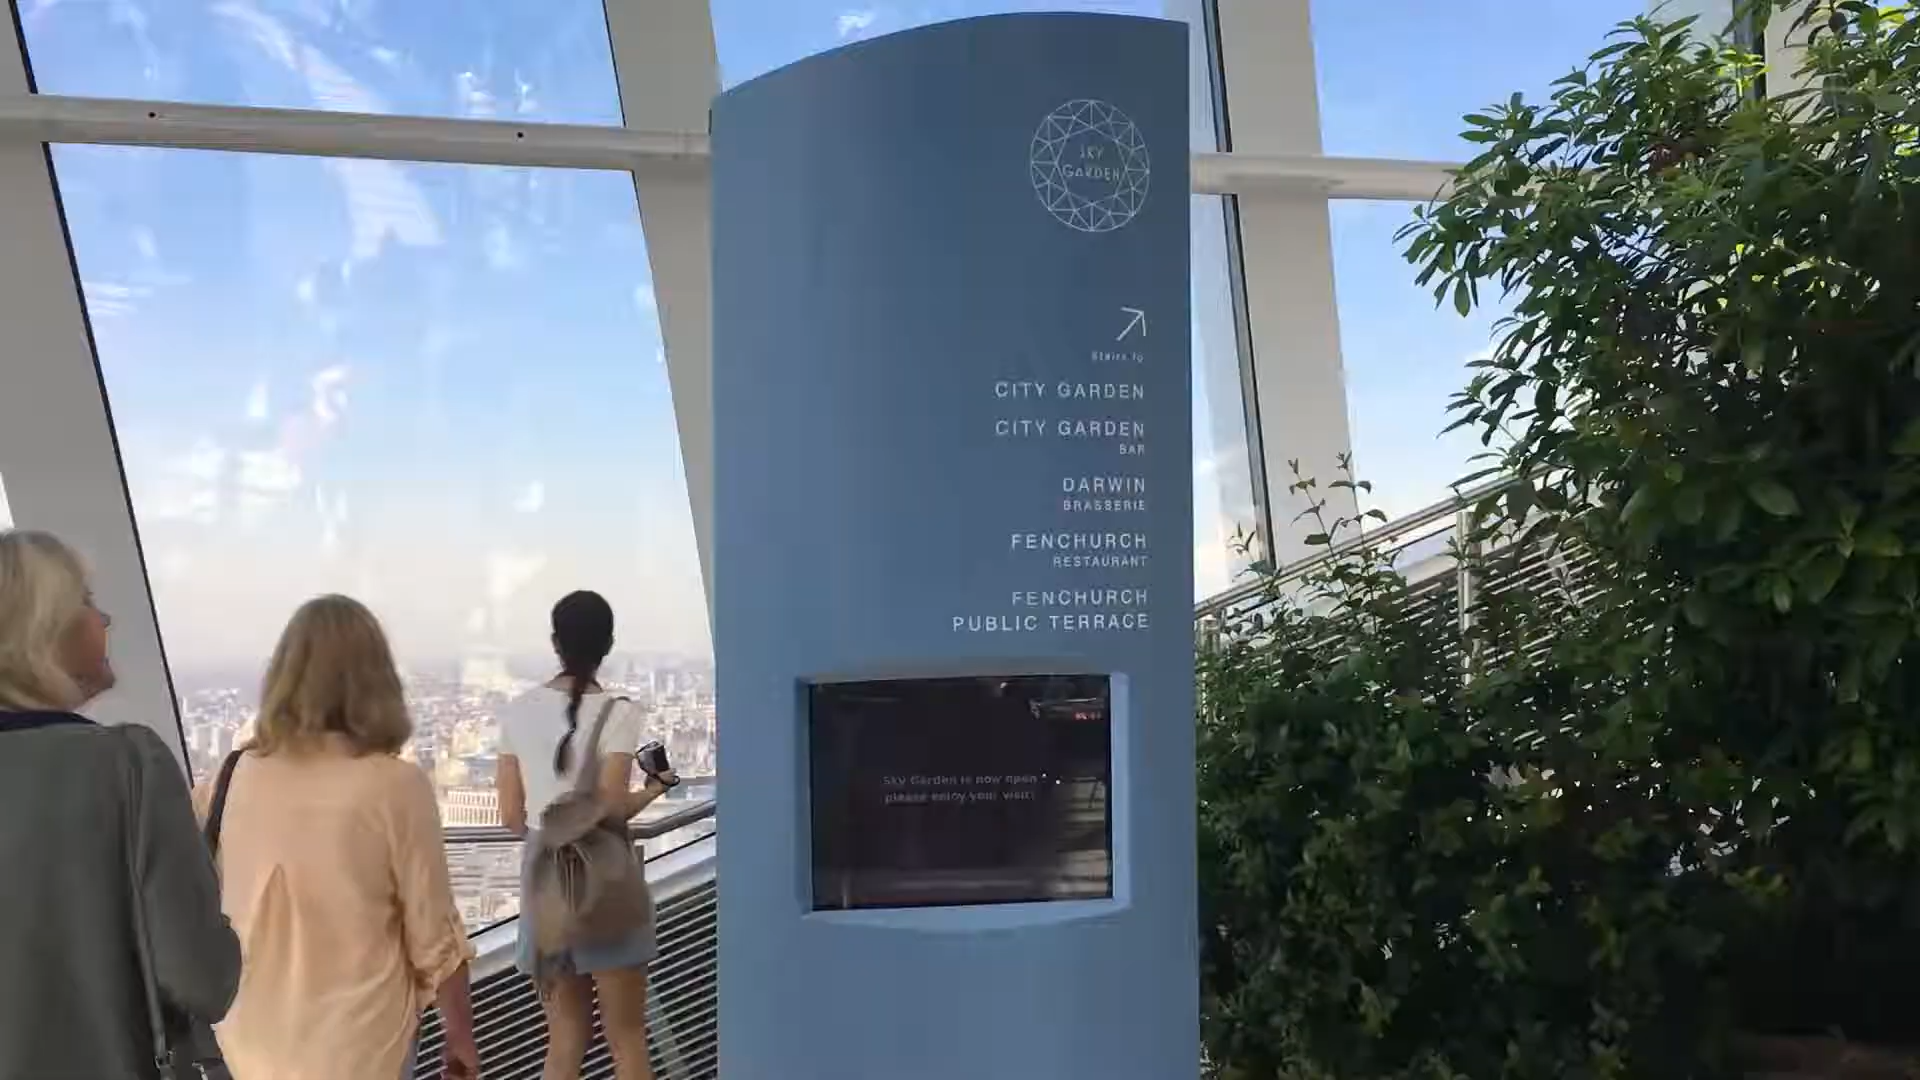 SKY
GARDEN
Stairs to
CITY GARDEN
CITY GARDEN
BAR
DARWIN
BRASSERIE
FENCHURCH
RESTAURANT
FENCHURCH
PUBLIC TERRACE
Sky Garden is now open
please enjoy your visit